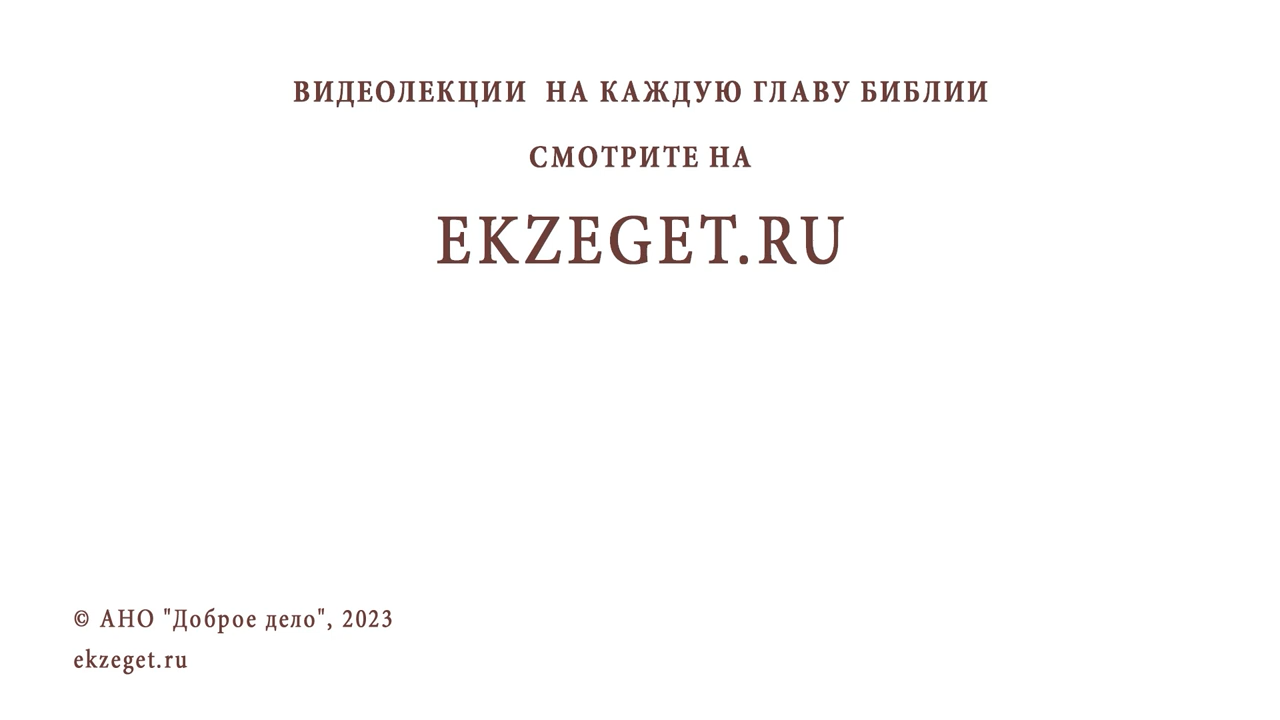 ВИДЕОЛЕКЦИИ НА КАЖДУЮ ГЛАВУ БИБЛИИ
СМОТРИТЕ НА
EKZEGET.RU
© АНО "Доброе дело", 2023
ekzeget.ru